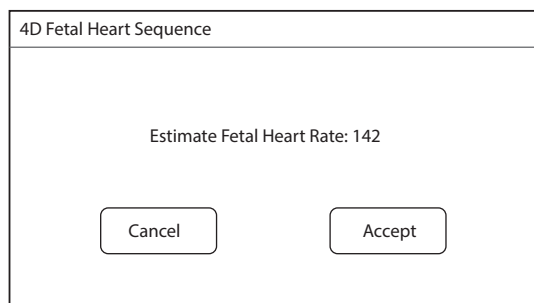 4D Fetal Heart Sequence
Estimate Fetal Heart Rate: 142
Cancel
Accept